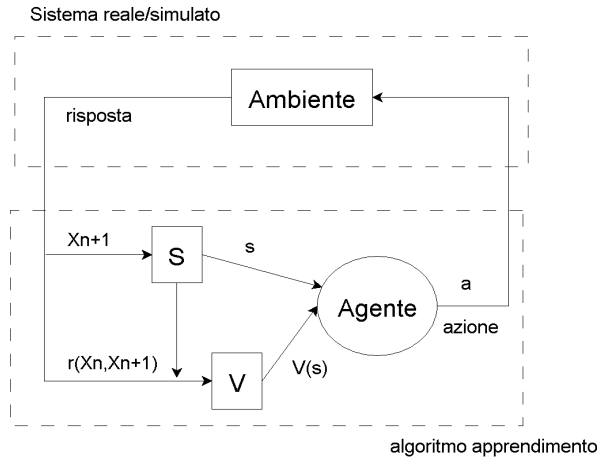 Sistema reale/simulato
Ambiente
risposta
Xn+1
S
s
Agente
a
azione
r(Xn,Xn+1)
V
V(s)
algoritmo apprendimento